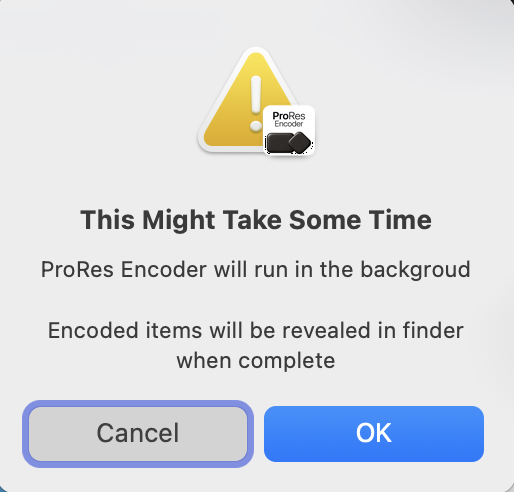 ProRes
Encoder
This Might Take Some Time
ProRes Encoder will run in the backgroud
Encoded items will be revealed in finder
when complete
Cancel
OK